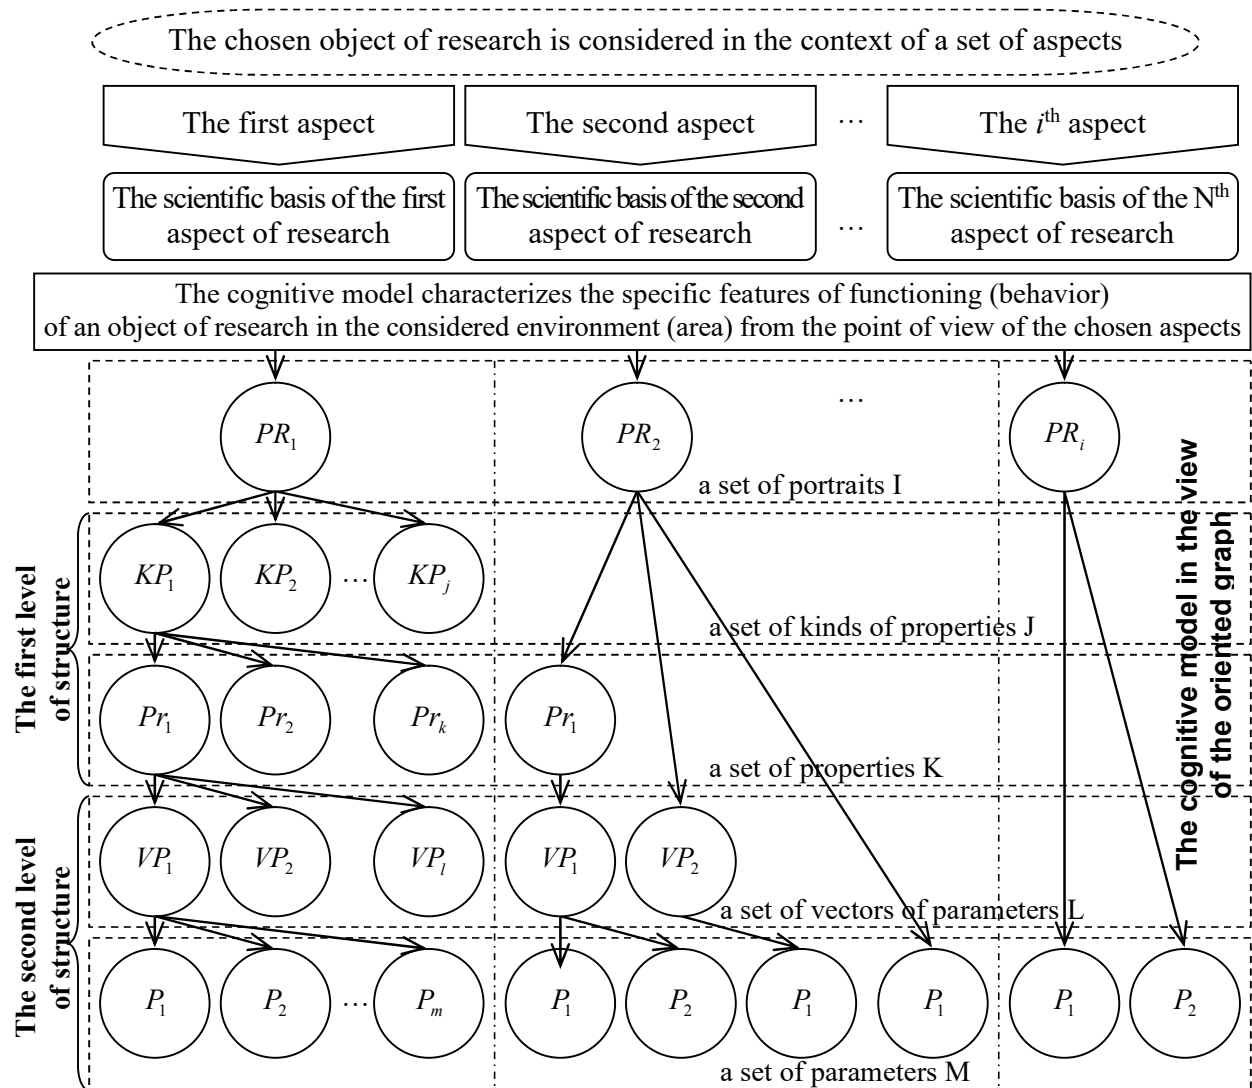 The chosen object of research is considered in the context of a set of aspects
The first aspect
The second aspect
...
The iᵗʰ aspect
The scientific basis of the first
aspect of research
The scientific basis of the second
aspect of research
...
The scientific basis of the Nᵗʰ
aspect of research
The cognitive model characterizes the specific features of functioning (behavior)
of an object of research in the considered environment (area) from the point of view of the chosen aspects
PR₁
PR₂
...
PRᵢ
a set of portraits I
The first level
of structure
KP₁
KP₂
...
KPⱼ
a set of kinds of properties J
Pr₁
Pr₂
Prₖ
Pr₁
a set of properties K
The cognitive model in the view
of the oriented graph
The second level
of structure
VP₁
VP₂
VPₗ
VP₁
VP₂
a set of vectors of parameters L
P₁
P₂
...
Pₘ
P₁
P₂
P₁
P₁
P₁
P₂
a set of parameters M